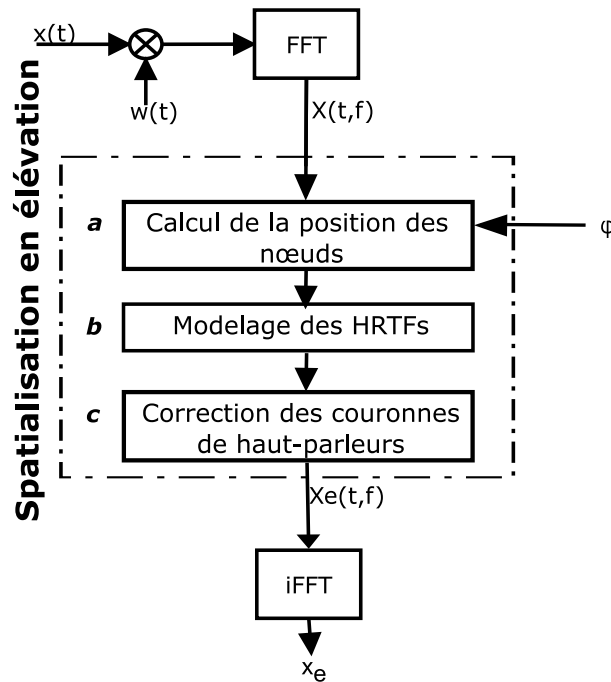 x(t)
FFT
w(t)
X(t,f)
Spatialisation en élévation
a
Calcul de la position des
nœuds
φ
b
Modelage des HRTFs
c
Correction des couronnes
de haut-parleurs
Xe(t,f)
iFFT
xe